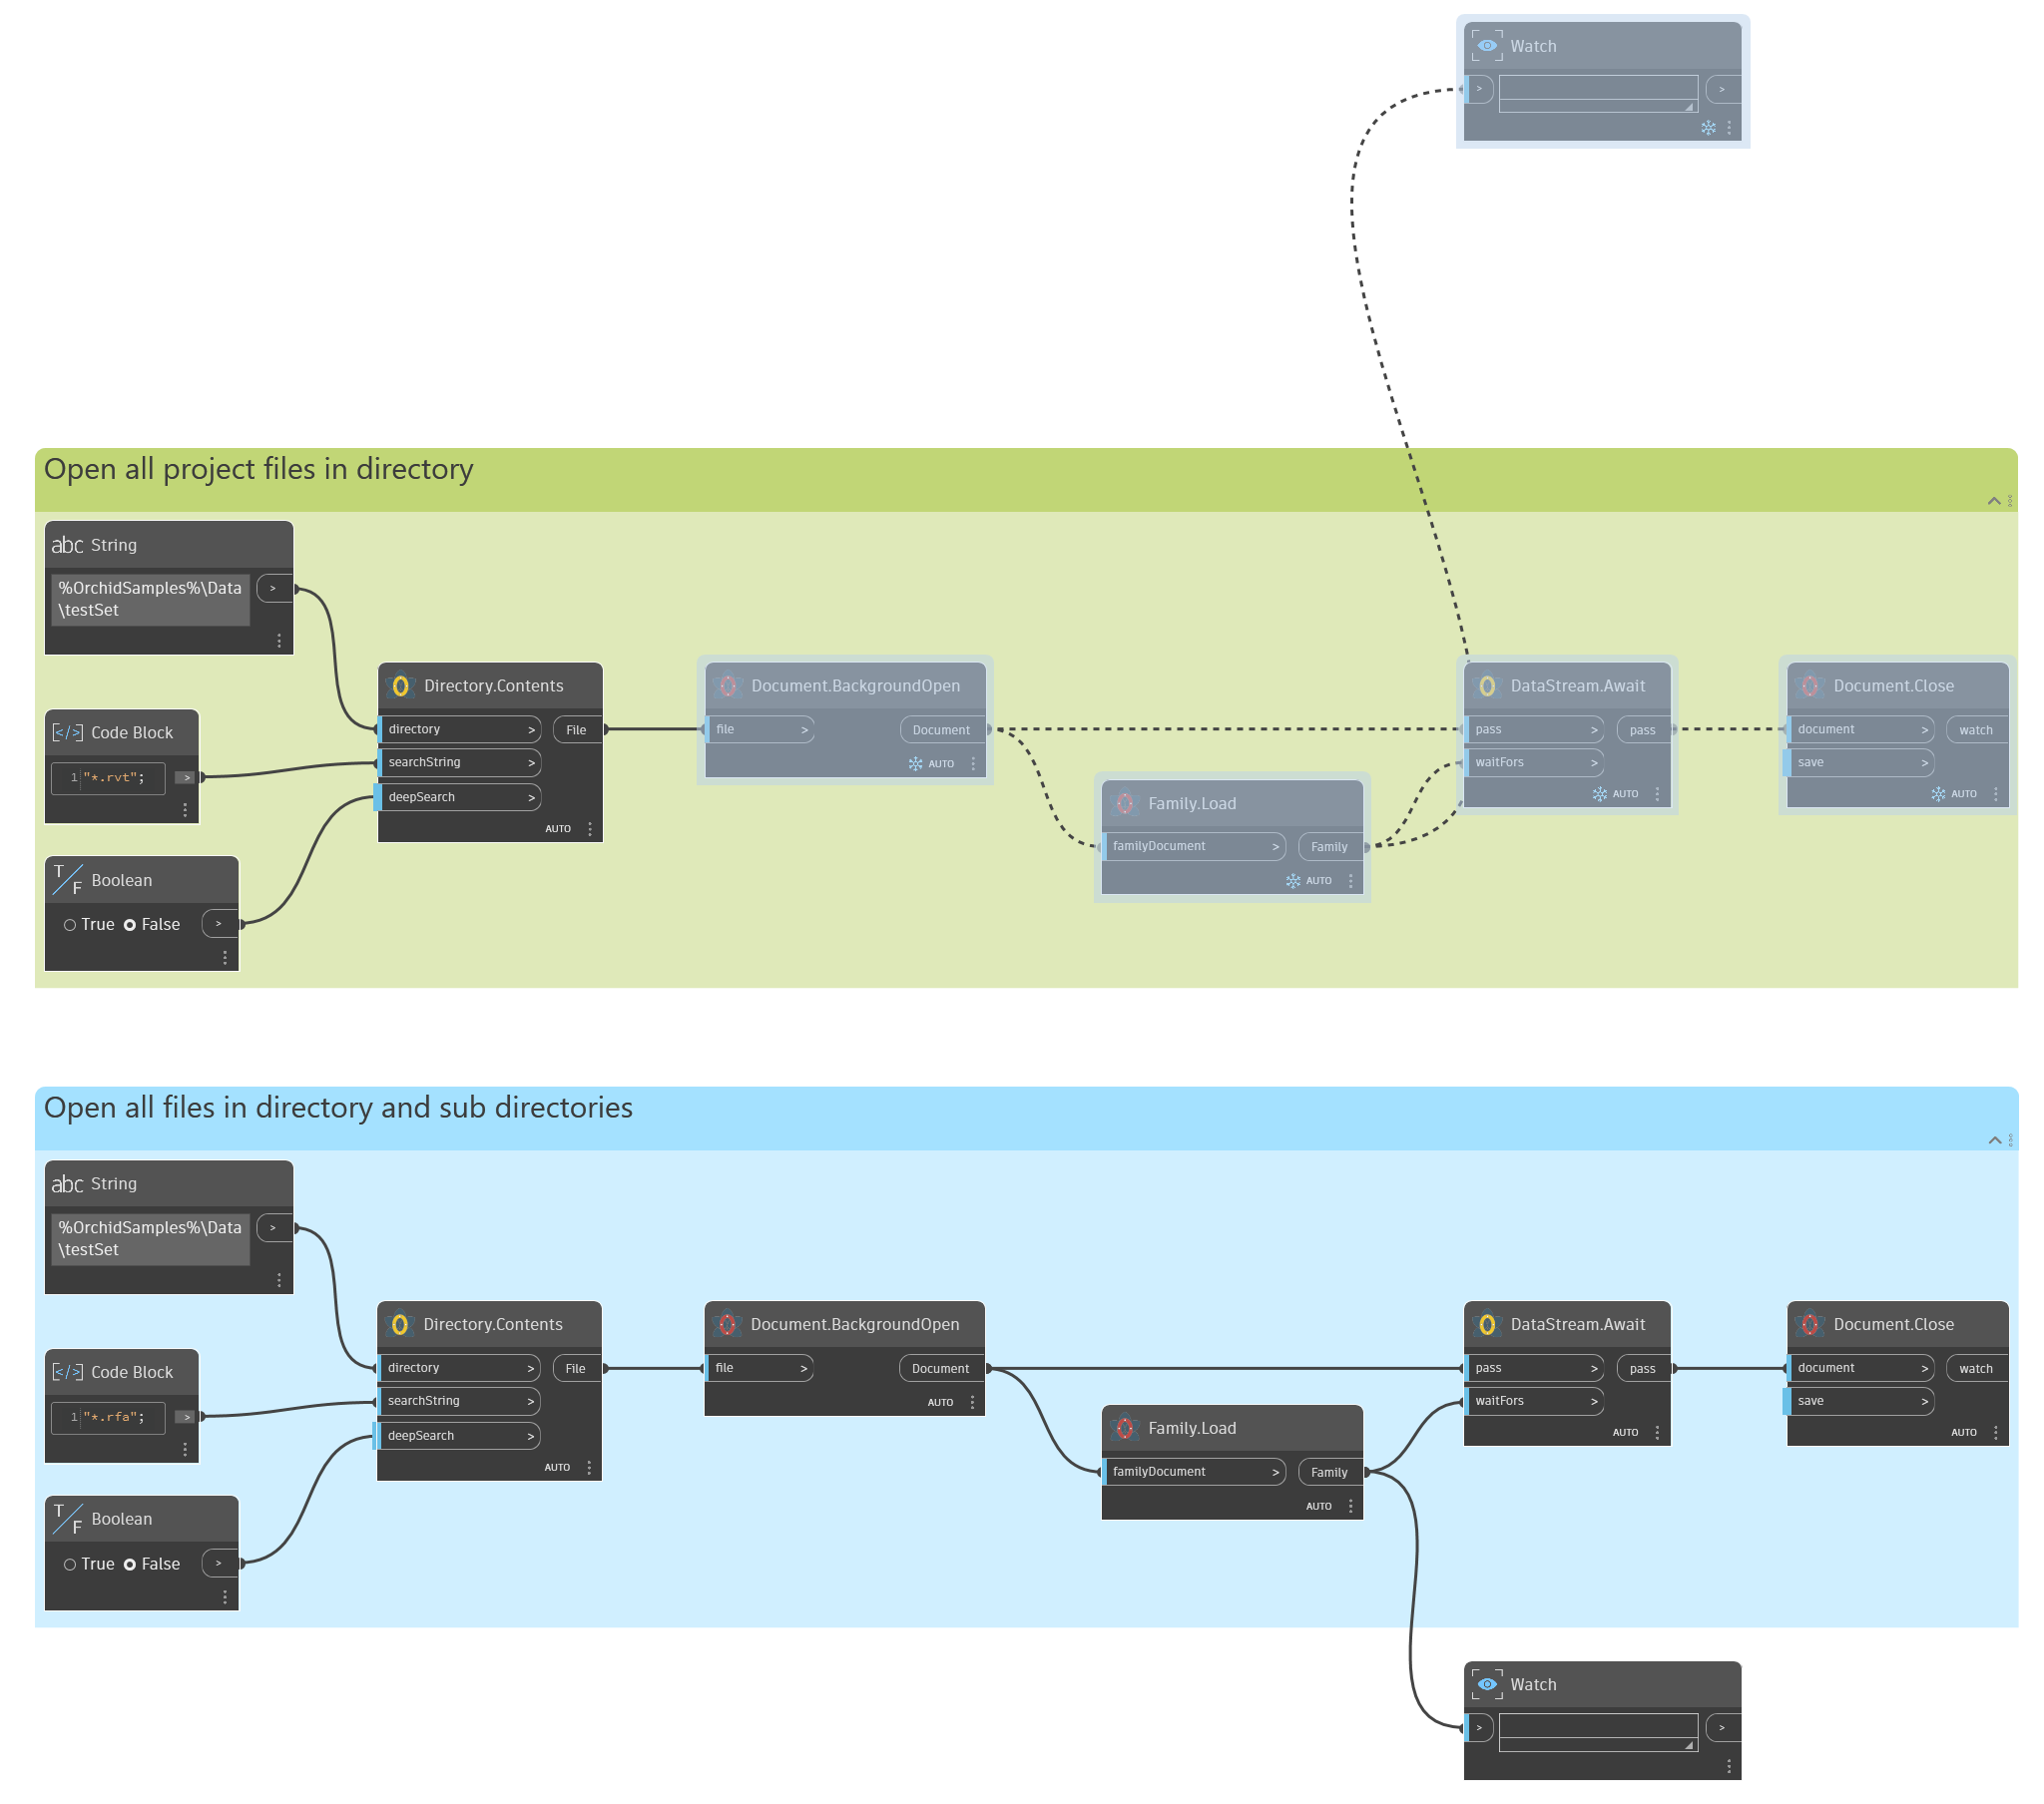 Watch
>
>
Open all project files in directory
abc String
%OrchidSamples%\Data
\testSet
>
Directory.Contents
directory >
File
searchString >
deepSearch >
AUTO
</> Code Block
1 "*.rvt";
>
T/F Boolean
True False
>
Document.BackgroundOpen
file >
Document
AUTO
Family.Load
familyDocument >
Family
AUTO
DataStream.Await
pass >
pass
waitFors >
AUTO
Document.Close
document >
watch
save >
AUTO
Open all files in directory and sub directories
abc String
%OrchidSamples%\Data
\testSet
>
Directory.Contents
directory >
File
searchString >
deepSearch >
AUTO
</> Code Block
1 "*.rfa";
>
T/F Boolean
True False
>
Document.BackgroundOpen
file >
Document
AUTO
Family.Load
familyDocument >
Family
AUTO
DataStream.Await
pass >
pass
waitFors >
AUTO
Document.Close
document >
watch
save >
AUTO
Watch
>
>